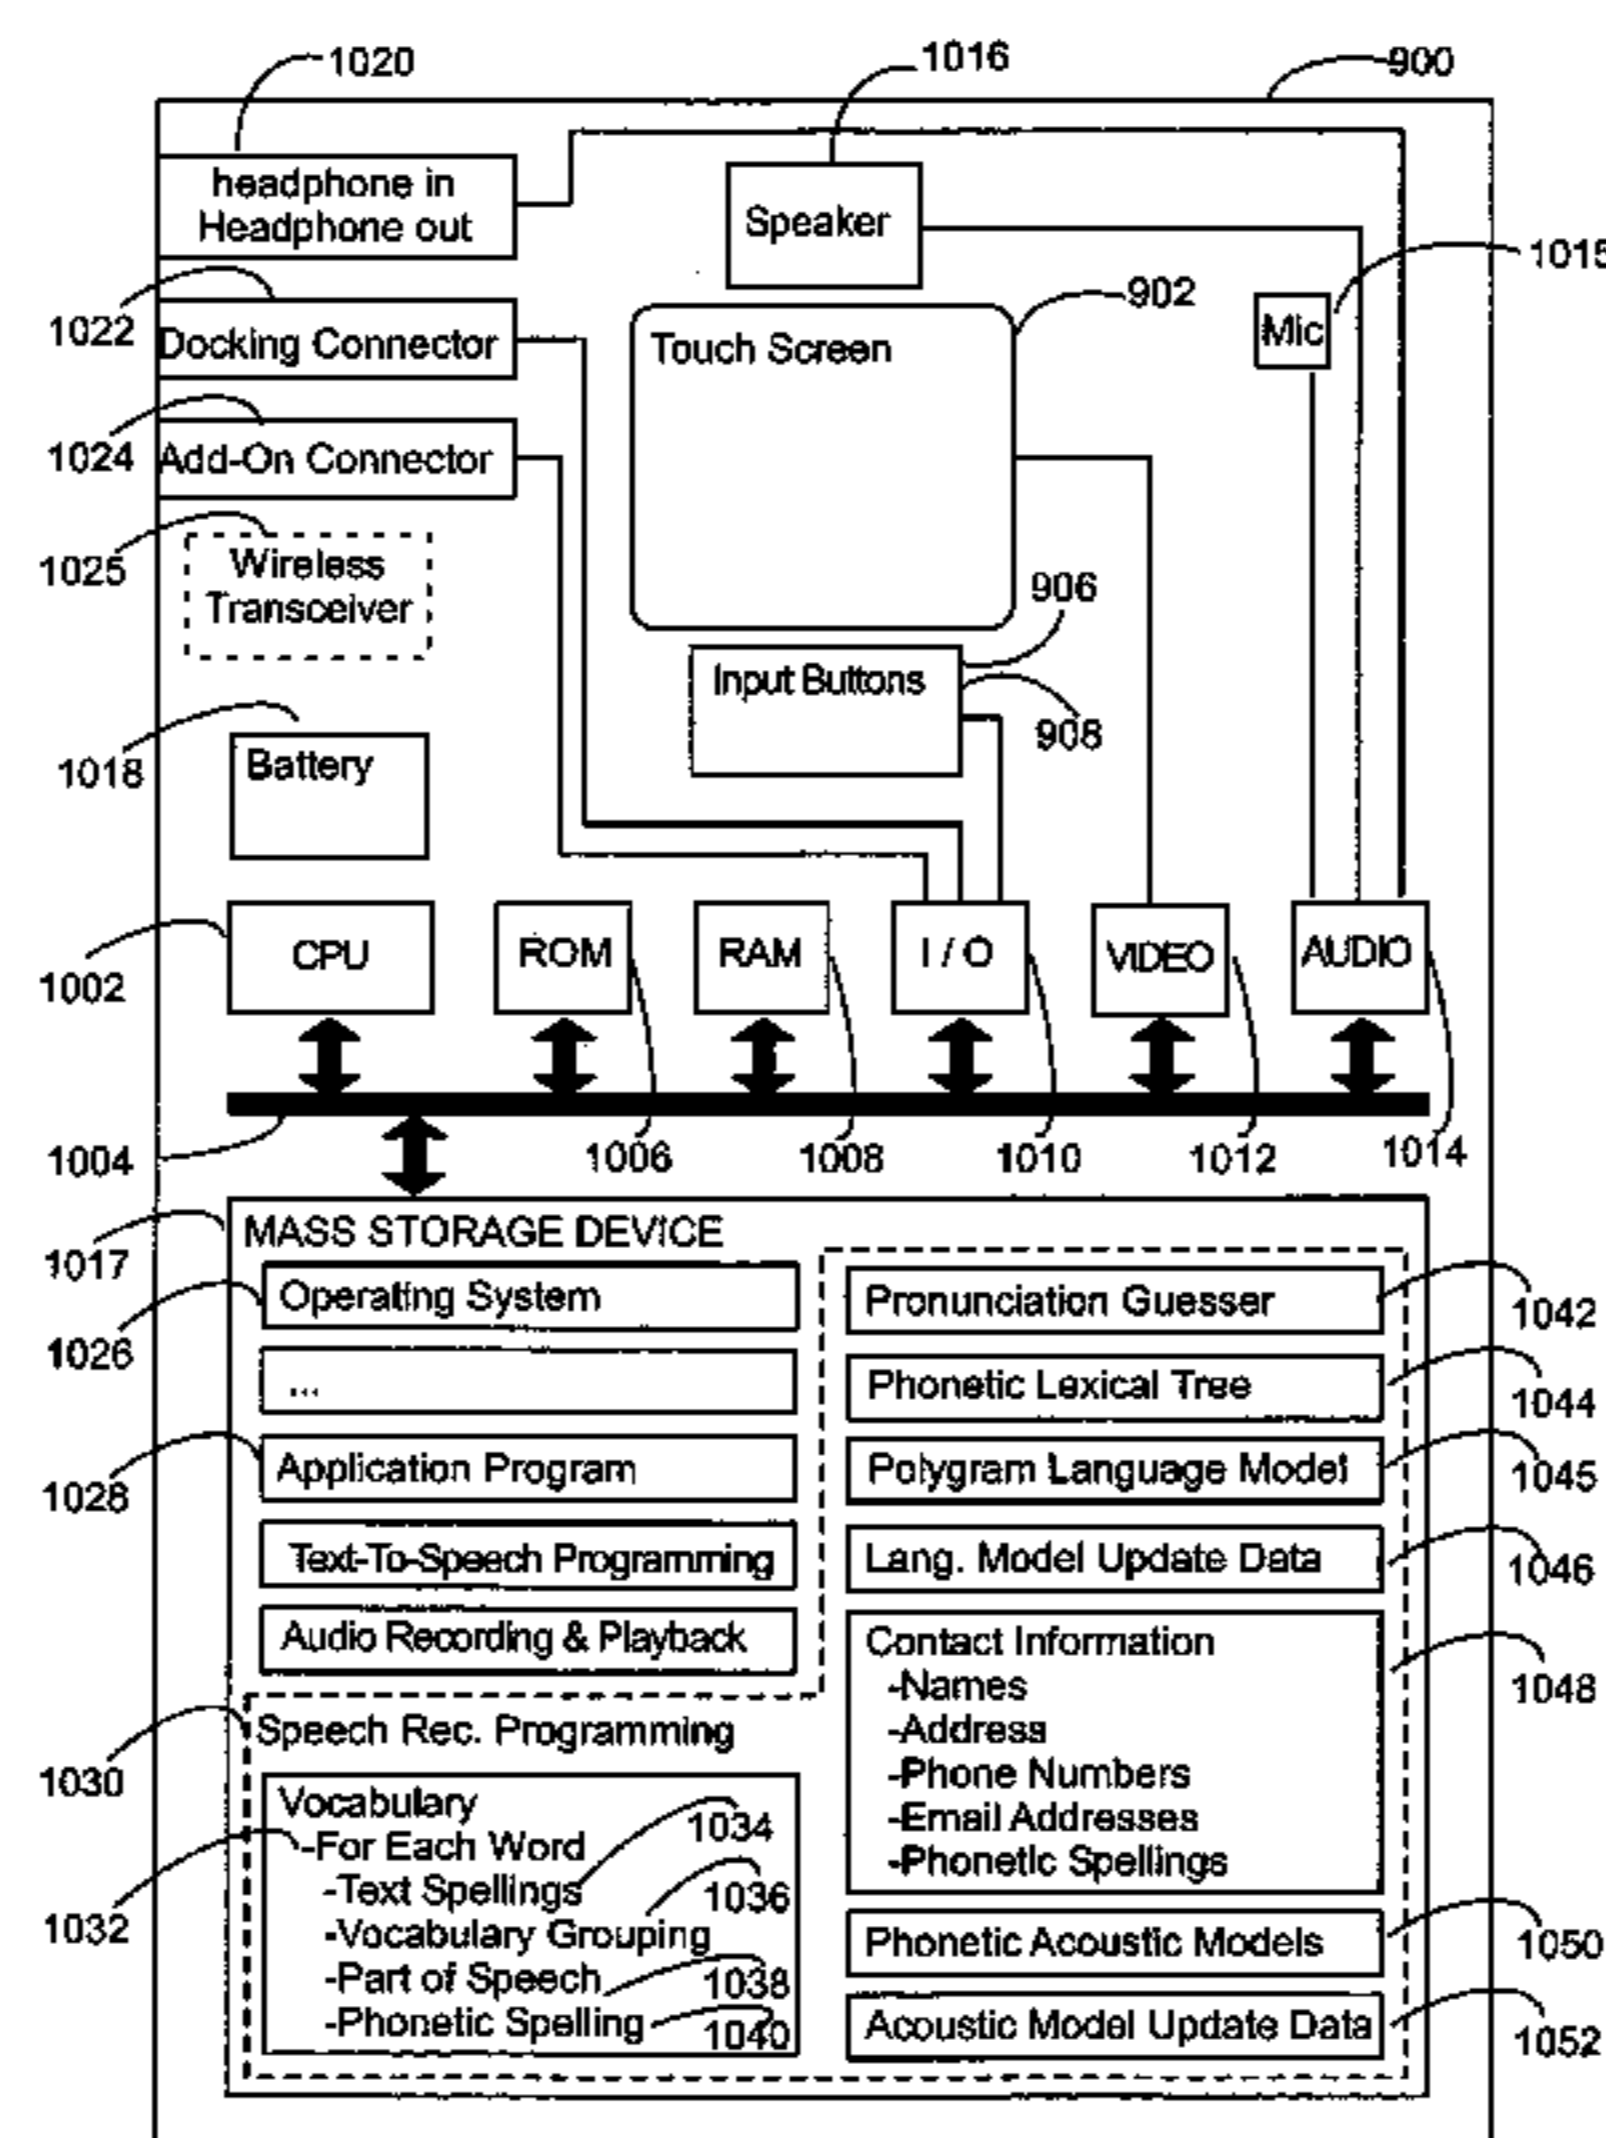 1020
1016
900
headphone in
Headphone out
Speaker
1015
1022
Docking Connector
902
Mic
Touch Screen
1024
Add-On Connector
1025
Wireless
Transceiver
906
Input Buttons
908
1018
Battery
1002
CPU
ROM
RAM
I / O
VIDEO
AUDIO
1004
1006
1008
1010
1012
1014
MASS STORAGE DEVICE
1017
Operating System
1026
...
Application Program
1028
Text-To-Speech Programming
Audio Recording & Playback
Pronunciation Guesser
1042
Phonetic Lexical Tree
1044
Polygram Language Model
1045
Lang. Model Update Data
1046
Contact Information
-Names
1048
-Address
-Phone Numbers
-Email Addresses
-Phonetic Spellings
Phonetic Acoustic Models
1050
Acoustic Model Update Data
1052
Speech Rec. Programming
1030
Vocabulary
1034
-For Each Word
1032
-Text Spellings
1036
-Vocabulary Grouping
-Part of Speech
1038
-Phonetic Spelling
1040